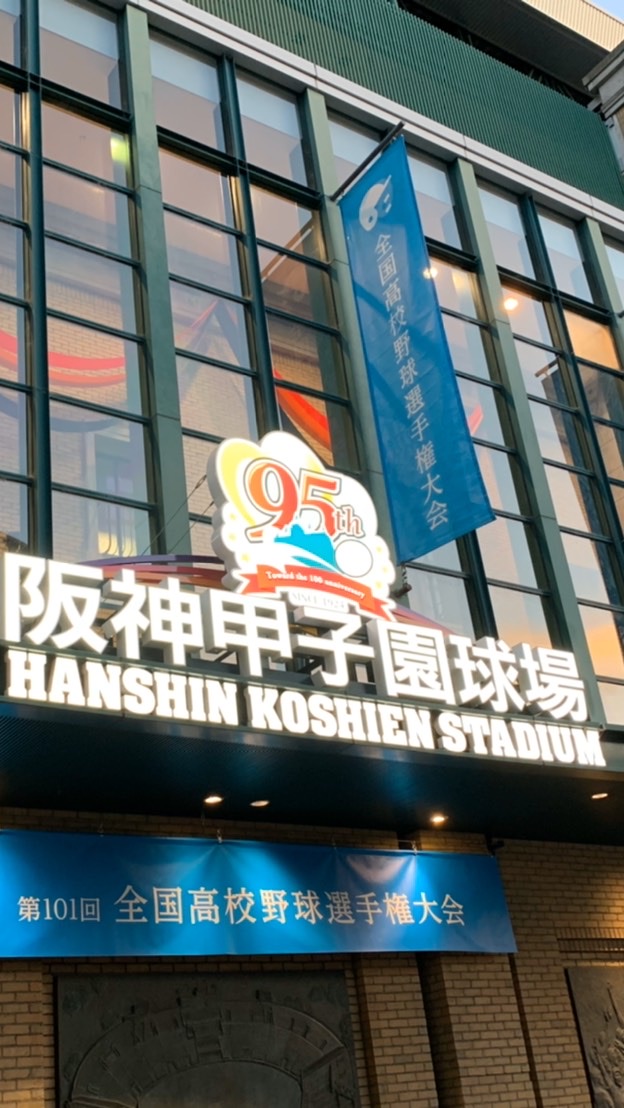 全国高校野球選手権大会
95th
Toward the 100 anniversary
SINCE 1924
阪神甲子園球場
HANSHIN KOSHIEN STADIUM
第101回 全国高校野球選手権大会